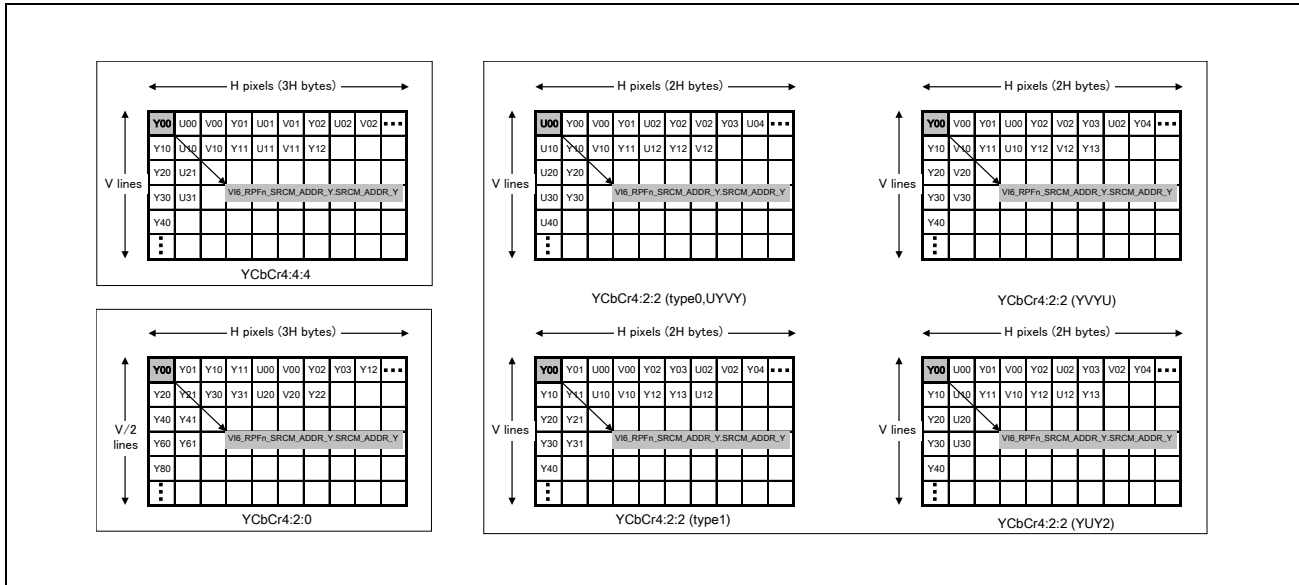 H pixels (3H bytes)
V lines
Y00 U00 V00 Y01 U01 V01 Y02 U02 V02 ...
Y10 U10 V10 Y11 U11 V11 Y12
Y20 U21
VI6_RPFn_SRCM_ADDR_Y.SRCM_ADDR_Y
Y30 U31
Y40
⋮
YCbCr4:4:4
H pixels (2H bytes)
V lines
U00 Y00 V00 Y01 U02 Y02 V02 Y03 U04 ...
U10 Y10 V10 Y11 U12 Y12 V12
U20 Y20
VI6_RPFn_SRCM_ADDR_Y.SRCM_ADDR_Y
U30 Y30
U40
⋮
YCbCr4:2:2 (type0,UYVY)
H pixels (2H bytes)
V lines
Y00 V00 Y01 U00 Y02 V02 Y03 U02 Y04 ...
Y10 V10 Y11 U10 Y12 V12 Y13
Y20 V20
VI6_RPFn_SRCM_ADDR_Y.SRCM_ADDR_Y
Y30 V30
Y40
⋮
YCbCr4:2:2 (YVYU)
H pixels (3H bytes)
V/2
lines
Y00 Y01 Y10 Y11 U00 V00 Y02 Y03 Y12 ...
Y20 Y21 Y30 Y31 U20 V20 Y22
Y40 Y41
VI6_RPFn_SRCM_ADDR_Y.SRCM_ADDR_Y
Y60 Y61
Y80
⋮
YCbCr4:2:0
H pixels (2H bytes)
V lines
Y00 Y01 U00 V00 Y02 Y03 U02 V02 Y04 ...
Y10 Y11 U10 V10 Y12 Y13 U12
Y20 Y21
VI6_RPFn_SRCM_ADDR_Y.SRCM_ADDR_Y
Y30 Y31
Y40
⋮
YCbCr4:2:2 (type1)
H pixels (2H bytes)
V lines
Y00 U00 Y01 V00 Y02 U02 Y03 V02 Y04 ...
Y10 U10 Y11 V10 Y12 U12 Y13
Y20 U20
VI6_RPFn_SRCM_ADDR_Y.SRCM_ADDR_Y
Y30 U30
Y40
⋮
YCbCr4:2:2 (YUY2)